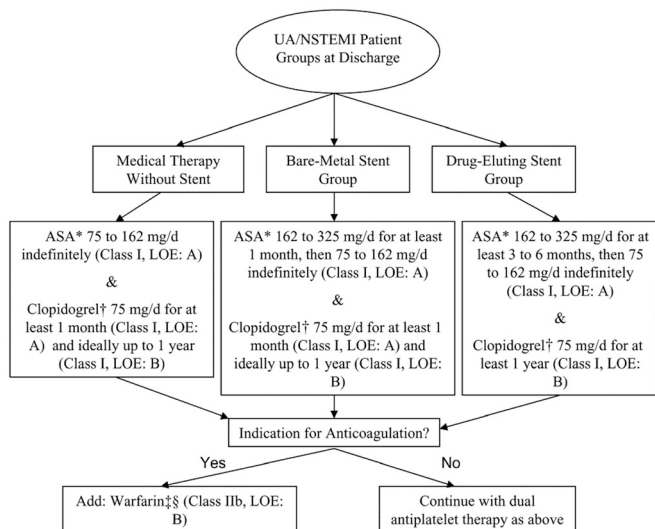 UA/NSTEMI Patient
Groups at Discharge
Medical Therapy
Without Stent
Bare-Metal Stent
Group
Drug-Eluting Stent
Group
ASA* 75 to 162 mg/d
indefinitely (Class I, LOE: A)
&
Clopidogrel† 75 mg/d for at
least 1 month (Class I, LOE:
A) and ideally up to 1 year
(Class I, LOE: B)
ASA* 162 to 325 mg/d for at least
1 month, then 75 to 162 mg/d
indefinitely (Class I, LOE: A)
&
Clopidogrel† 75 mg/d for at least 1
month (Class I, LOE: A) and
ideally up to 1 year (Class I, LOE:
B)
ASA* 162 to 325 mg/d for at
least 3 to 6 months, then 75
to 162 mg/d indefinitely
(Class I, LOE: A)
&
Clopidogrel† 75 mg/d for at
least 1 year (Class I, LOE: B)
Indication for Anticoagulation?
Yes
No
Add: Warfarin‡§ (Class IIb, LOE:
B)
Continue with dual
antiplatelet therapy as above